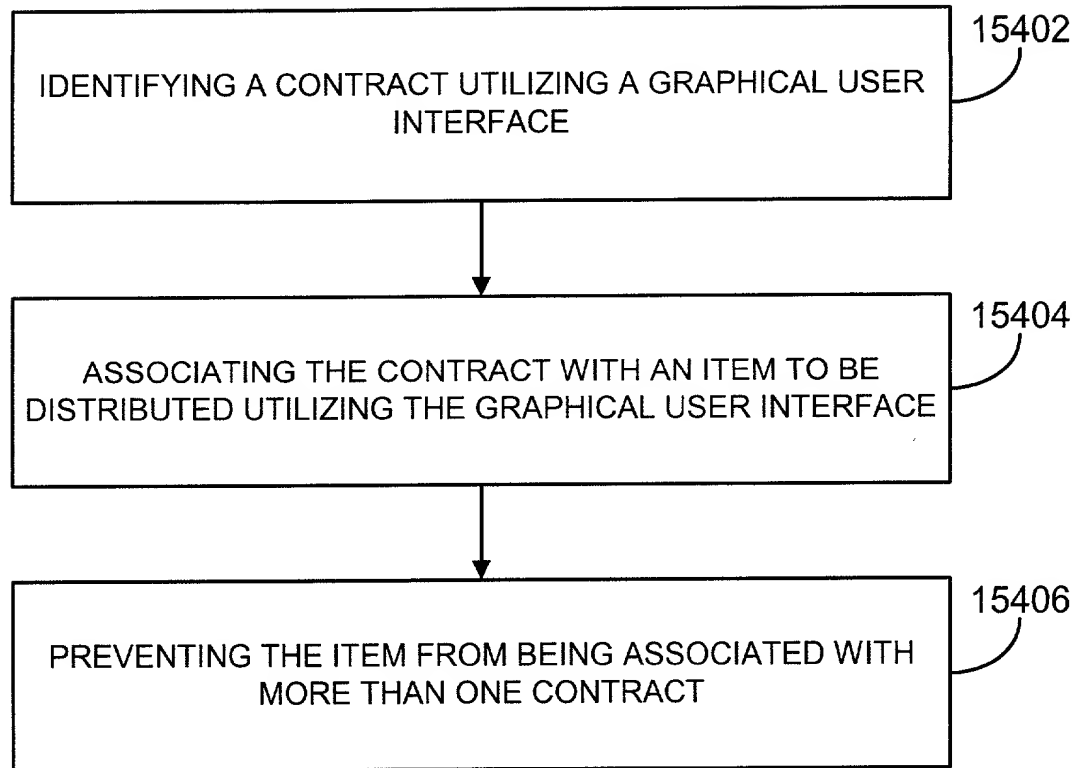 15402
IDENTIFYING A CONTRACT UTILIZING A GRAPHICAL USER
INTERFACE
15404
ASSOCIATING THE CONTRACT WITH AN ITEM TO BE
DISTRIBUTED UTILIZING THE GRAPHICAL USER INTERFACE
15406
PREVENTING THE ITEM FROM BEING ASSOCIATED WITH
MORE THAN ONE CONTRACT